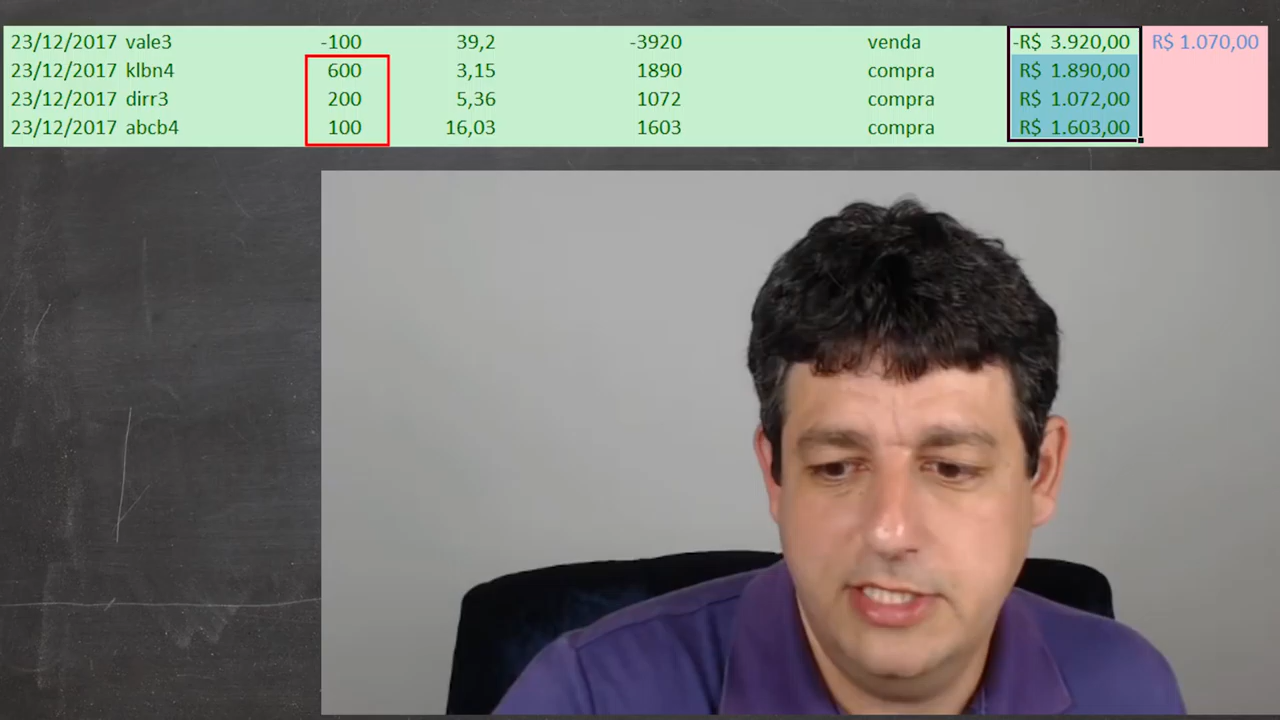 23/12/2017 vale3 -100 39,2 -3920 venda -R$ 3.920,00 R$ 1.070,00
23/12/2017 klbn4 600 3,15 1890 compra R$ 1.890,00
23/12/2017 dirr3 200 5,36 1072 compra R$ 1.072,00
23/12/2017 abcb4 100 16,03 1603 compra R$ 1.603,00